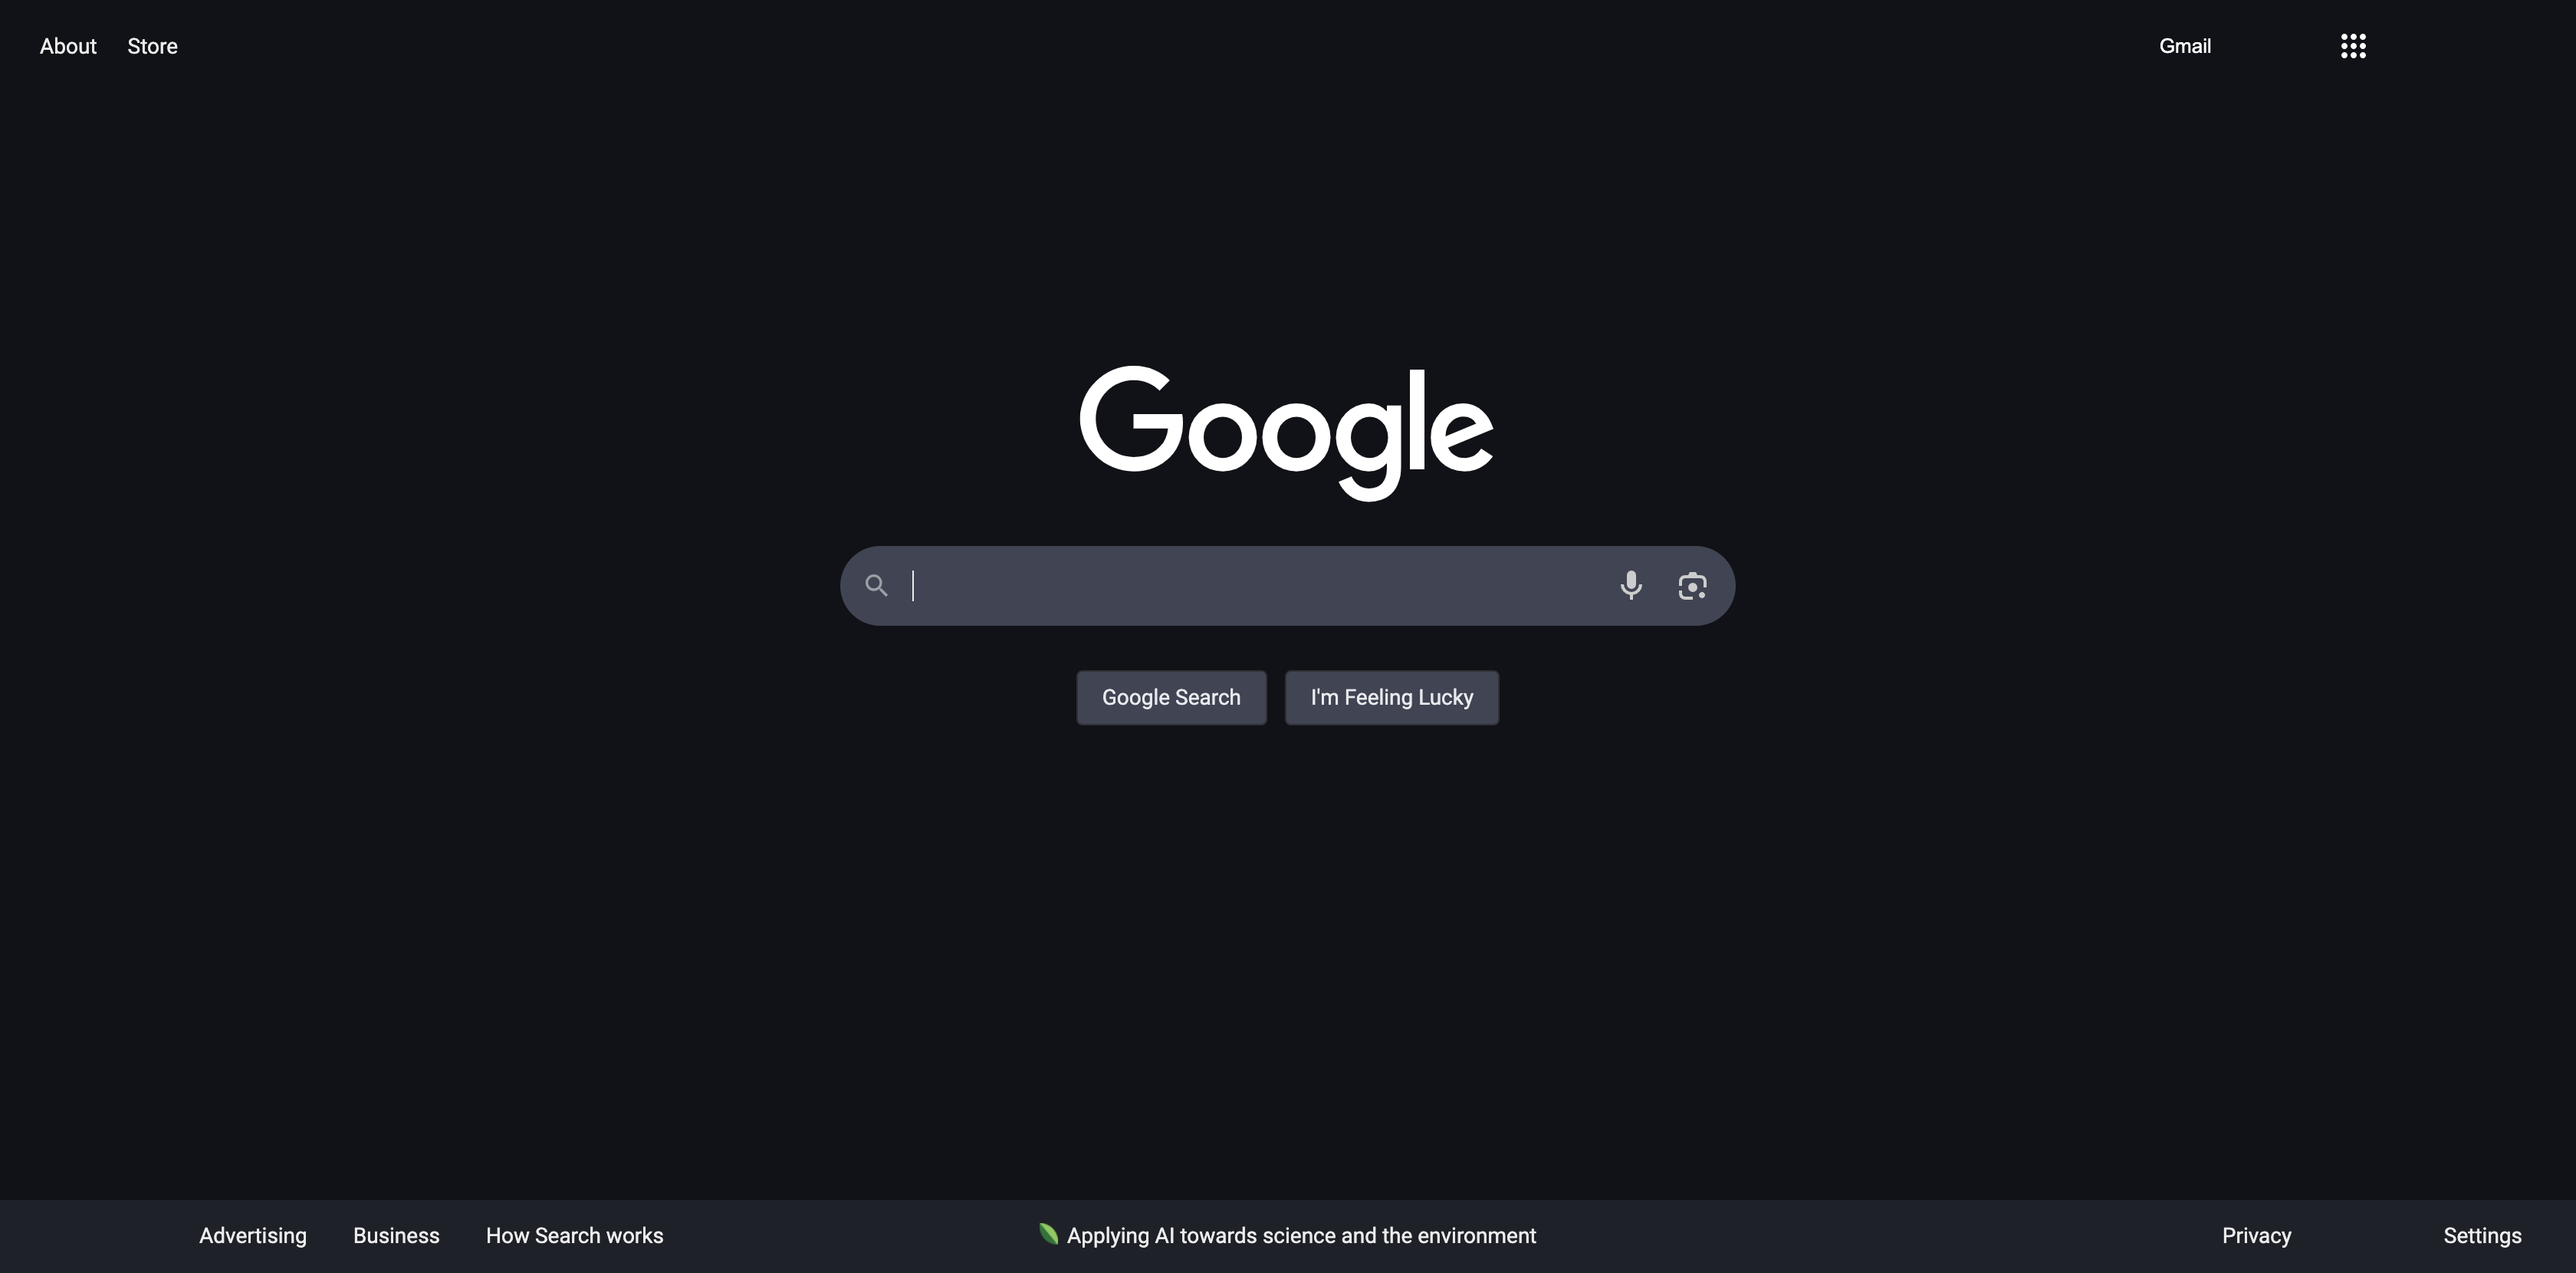 About Store Gmail
Google
Google Search I'm Feeling Lucky
Advertising Business How Search works Applying AI towards science and the environment Privacy Settings